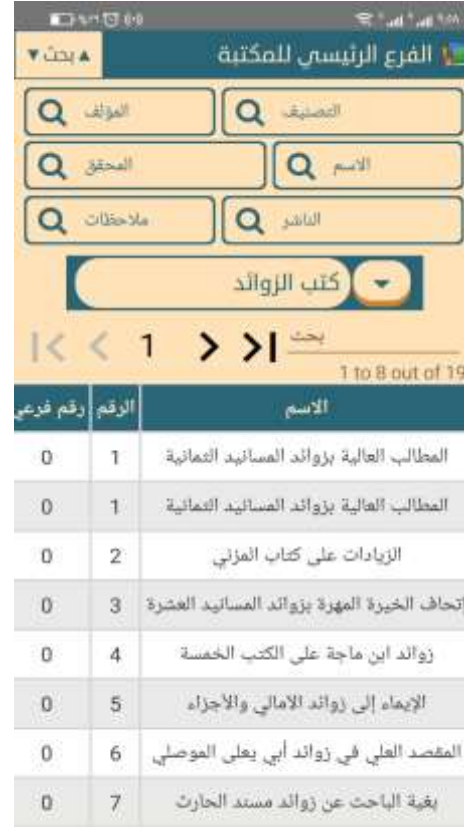 ٩:٥٨
الفرع الرئيسي للمكتبة ▲ بحث ▼
التصنيف المؤلف
الاسم المحقق
الناشر ملاحظات
كتب الزوائد
1 بحث
1 to 8 out of 19
الاسم الرقم رقم فرعي
المطالب العالية بزوائد المسانيد الثمانية 1 0
المطالب العالية بزوائد المسانيد الثمانية 1 0
الزيادات على كتاب المزني 2 0
إتحاف الخيرة المهرة بزوائد المسانيد العشرة 3 0
زوائد ابن ماجة على الكتب الخمسة 4 0
الإيماء إلى زوائد الأمالي والأجزاء 5 0
المقصد العلي في زوائد أبي يعلى الموصلي 6 0
بغية الباحث عن زوائد مسند الحارث 7 0